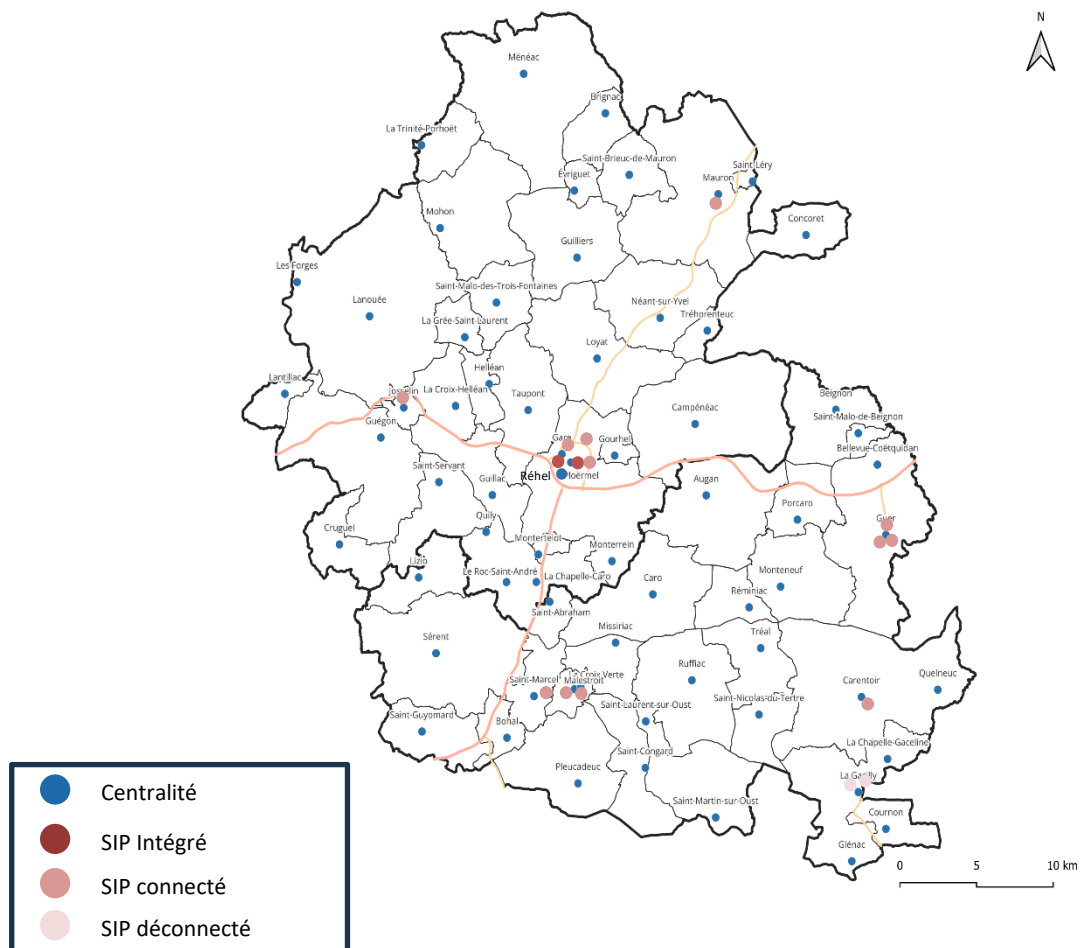 N
Ménéac
Brignac
La Trinité-Porhoët
Saint-Brieuc-de-Mauron
Saint-Léry
Evriguet
Mauron
Mohon
Concoret
Guilliers
Les Forges
Saint-Malo-des-Trois-Fontaines
Lanouée
Néant-sur-Yvel
Tréhorenteuc
La Grée-Saint-Laurent
Loyat
Helléan
Lantillac
Josselin
La Croix-Helléan
Taupont
Beignon
Campénéac
Saint-Malo-de-Beignon
Guégon
Gare
Gourhel
Bellevue-Coëtquidan
Saint-Servant
Réhel
Ploërmel
Guillac
Augan
Porcaro
Quily
Guer
Cruguel
Montertelot
Monterrein
Lizio
Le Roc-Saint-André
La Chapelle-Caro
Caro
Monteneuf
Réminiac
Saint-Abraham
Missiriac
Tréal
Sérent
Ruffiac
Quelneuc
Saint-Marcel
La Croix Verte
Malestroit
Carentoir
Saint-Nicolas-du-Tertre
Saint-Laurent-sur-Oust
Saint-Guyomard
Bohal
La Chapelle-Gaceline
Saint-Congard
Pleucadeuc
La Gacilly
Saint-Martin-sur-Oust
Cournon
Glénac
0 5 10 km
Centralité
SIP Intégré
SIP connecté
SIP déconnecté